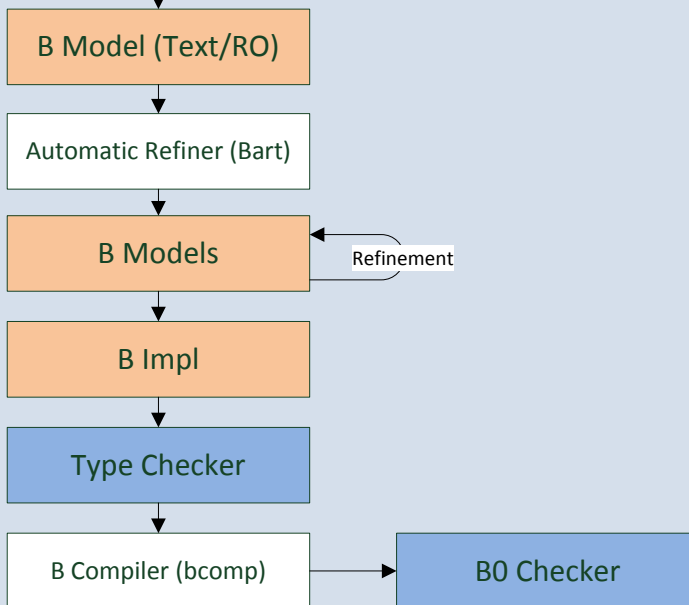 B Model (Text/RO)
Automatic Refiner (Bart)
B Models
Refinement
B Impl
Type Checker
B Compiler (bcomp)
B0 Checker